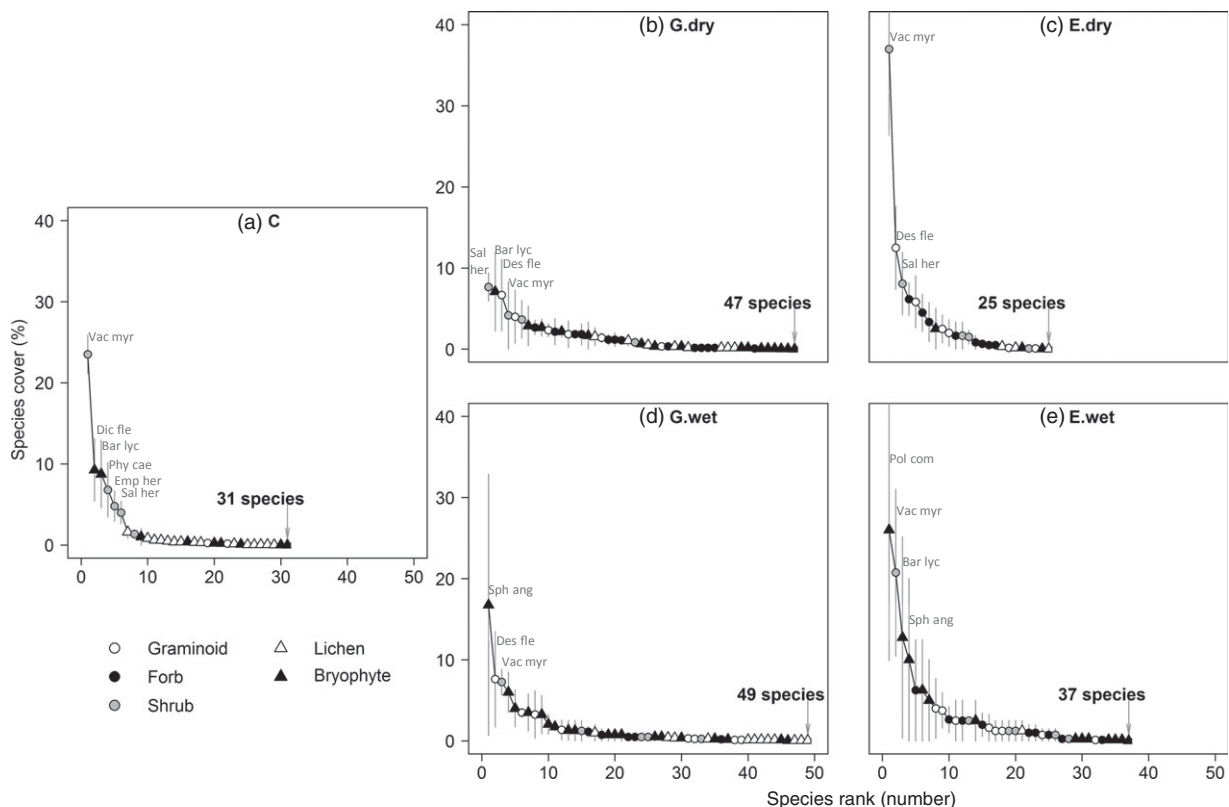 (b) G.dry
40
30
20
10
0
Sal
her
Bar lyc
Des fle
Vac myr
47 species
(c) E.dry
Vac myr
Des fle
Sal her
25 species
(a) C
Species cover (%)
40
30
20
10
0
Vac myr
Dic fle
Bar lyc
Phy cae
Emp her
Sal her
31 species
0 10 20 30 40 50
Graminoid
Forb
Shrub
Lichen
Bryophyte
(d) G.wet
40
30
20
10
0
Sph ang
Des fle
Vac myr
49 species
0 10 20 30 40 50
(e) E.wet
Pol com
Vac myr
Bar lyc
Sph ang
37 species
0 10 20 30 40 50
Species rank (number)